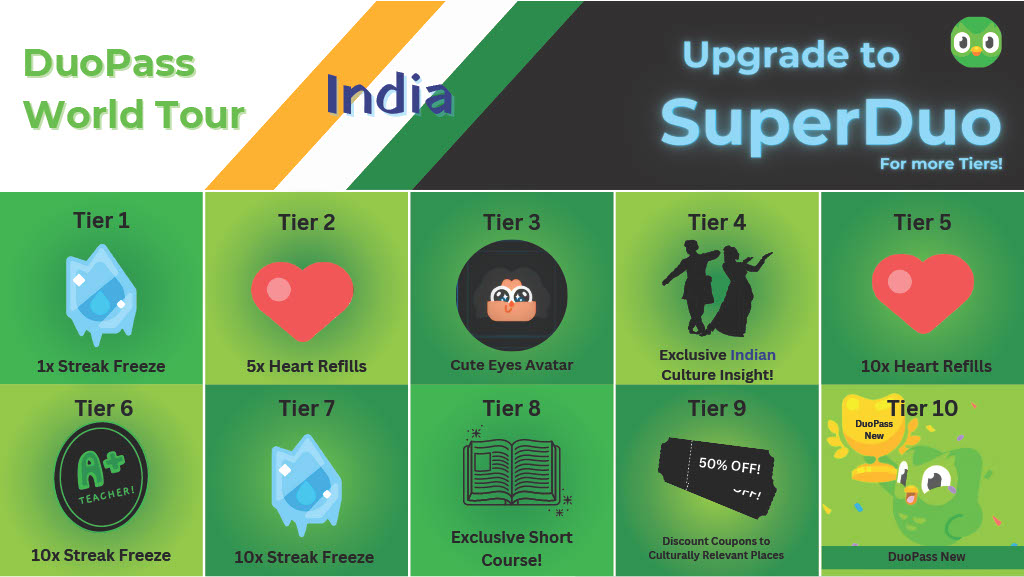 DuoPass
World Tour
India
Upgrade to
SuperDuo
For more Tiers!
Tier 1
1x Streak Freeze
Tier 2
5x Heart Refills
Tier 3
Cute Eyes Avatar
Tier 4
Exclusive Indian
Culture Insight!
Tier 5
10x Heart Refills
Tier 6
A+
TEACHER!
10x Streak Freeze
Tier 7
10x Streak Freeze
Tier 8
Exclusive Short
Course!
Tier 9
50% OFF!
OFF!
Discount Coupons to
Culturally Relevant Places
Tier 10
DuoPass
New
DuoPass New